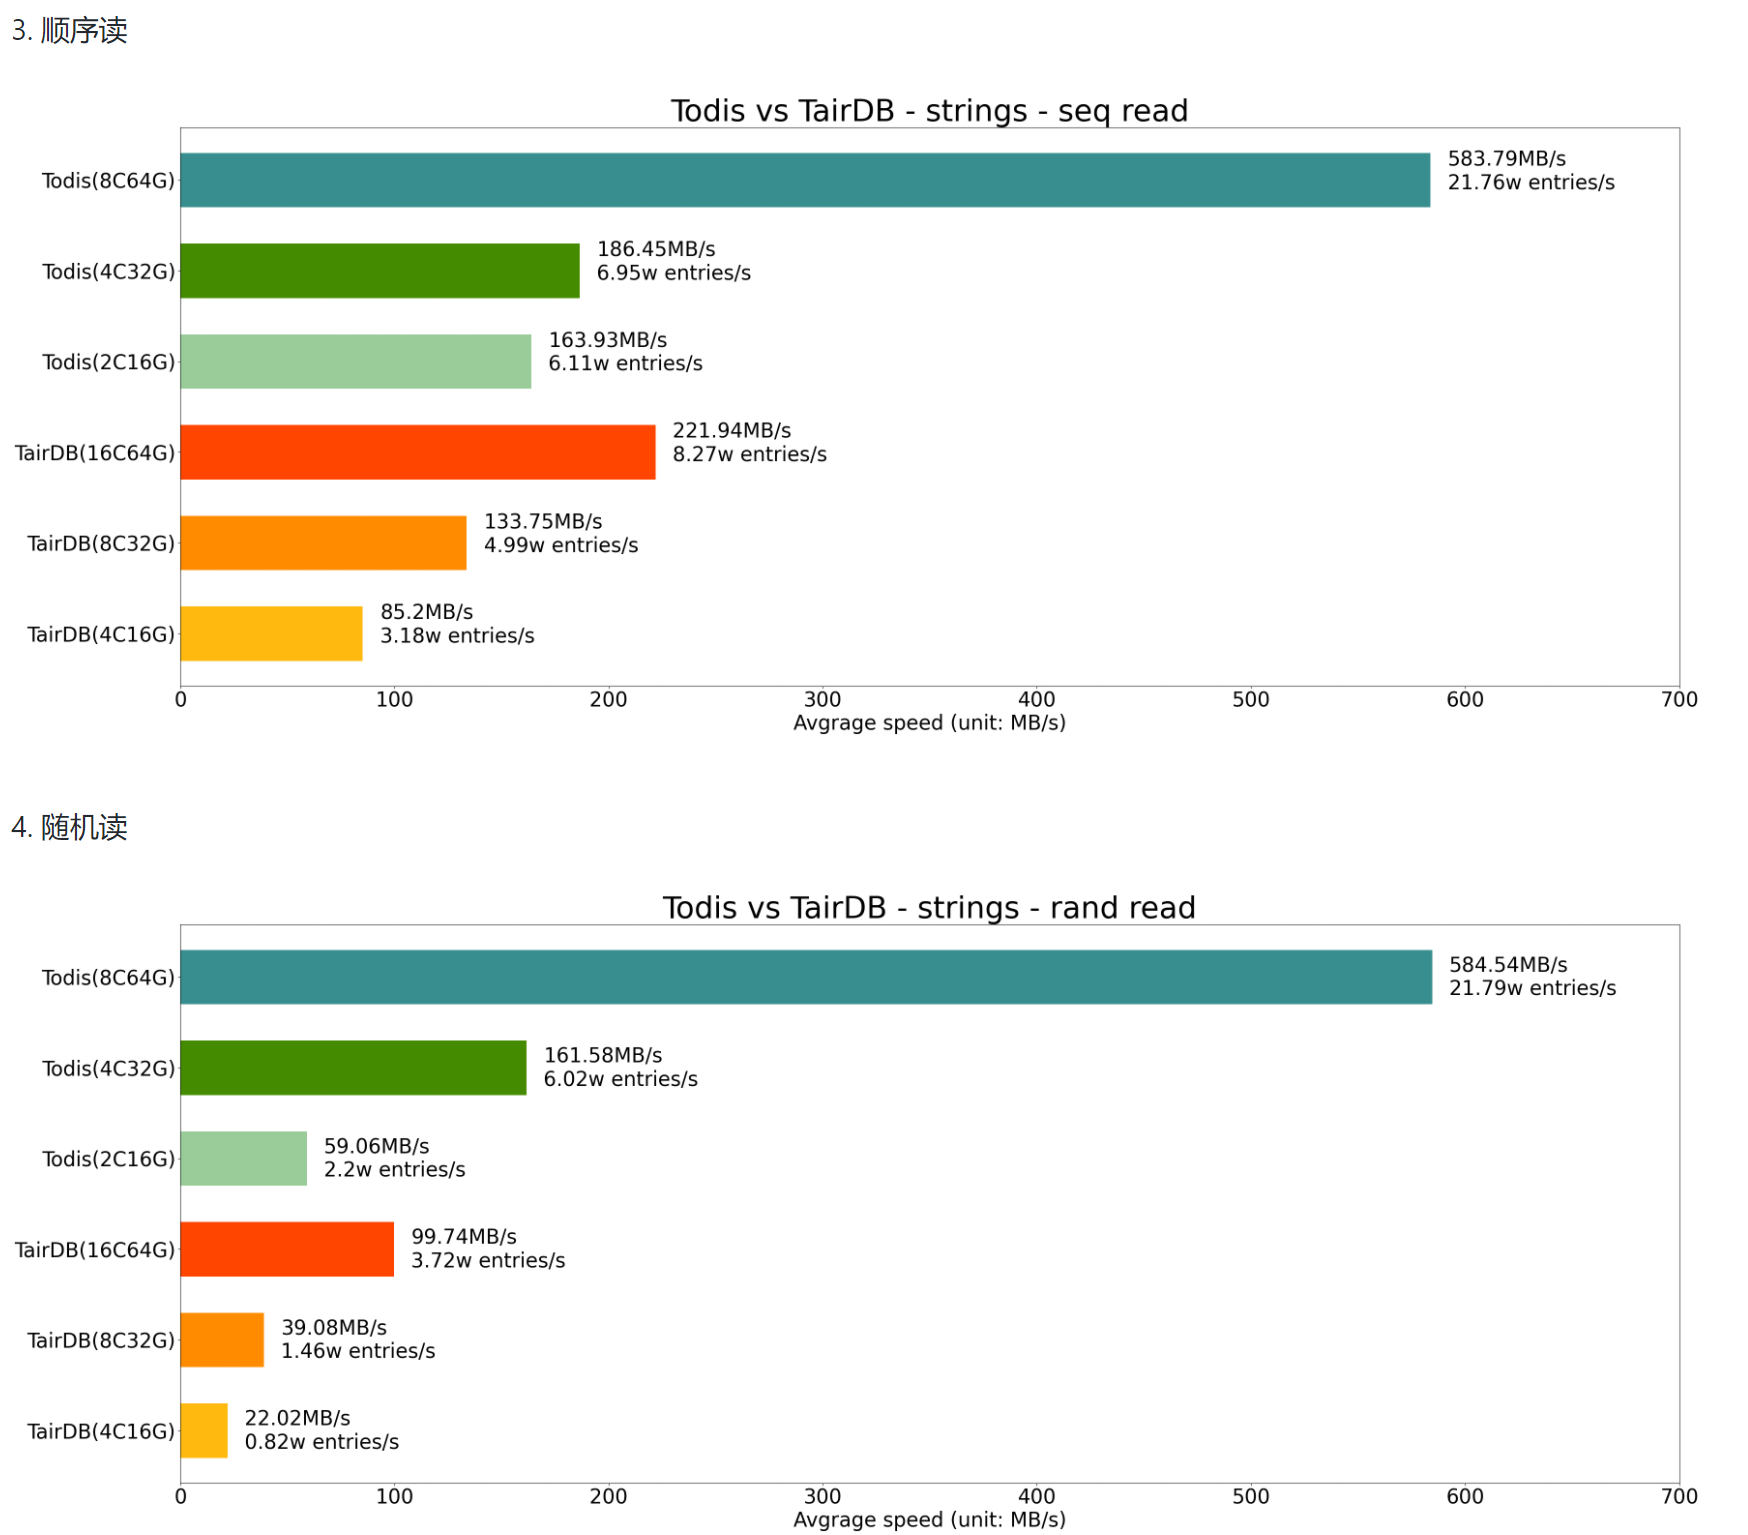 3. 顺序读
Todis vs TairDB - strings - seq read
Todis(8C64G)
583.79MB/s
21.76w entries/s
Todis(4C32G)
186.45MB/s
6.95w entries/s
Todis(2C16G)
163.93MB/s
6.11w entries/s
TairDB(16C64G)
221.94MB/s
8.27w entries/s
TairDB(8C32G)
133.75MB/s
4.99w entries/s
TairDB(4C16G)
85.2MB/s
3.18w entries/s
0 100 200 300 400 500 600 700
Avgrage speed (unit: MB/s)
4. 随机读
Todis vs TairDB - strings - rand read
Todis(8C64G)
584.54MB/s
21.79w entries/s
Todis(4C32G)
161.58MB/s
6.02w entries/s
Todis(2C16G)
59.06MB/s
2.2w entries/s
TairDB(16C64G)
99.74MB/s
3.72w entries/s
TairDB(8C32G)
39.08MB/s
1.46w entries/s
TairDB(4C16G)
22.02MB/s
0.82w entries/s
0 100 200 300 400 500 600 700
Avgrage speed (unit: MB/s)